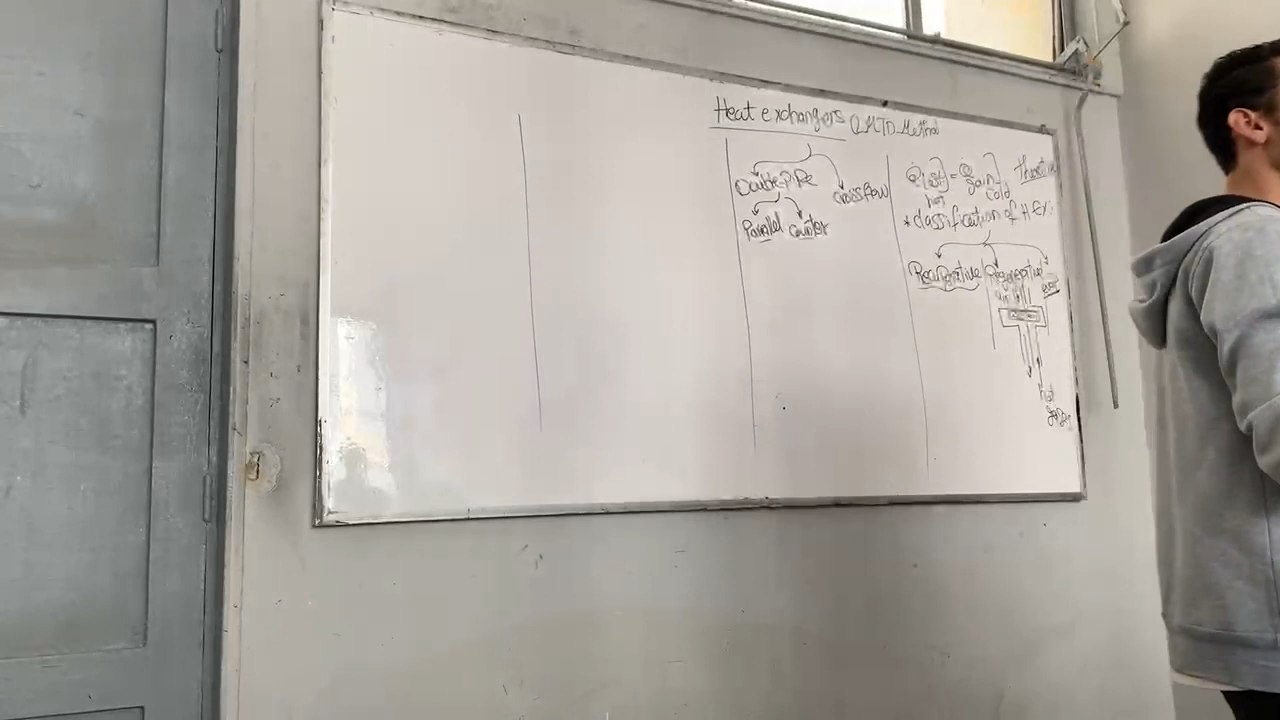 Heat exchangers LMTD Method
Double Pipe
cross flow
Parallel counter
Q lost) = Q gain) theoretical
hot cold
* classification of H.EX:
Recuperative Regenerative
hot
gases